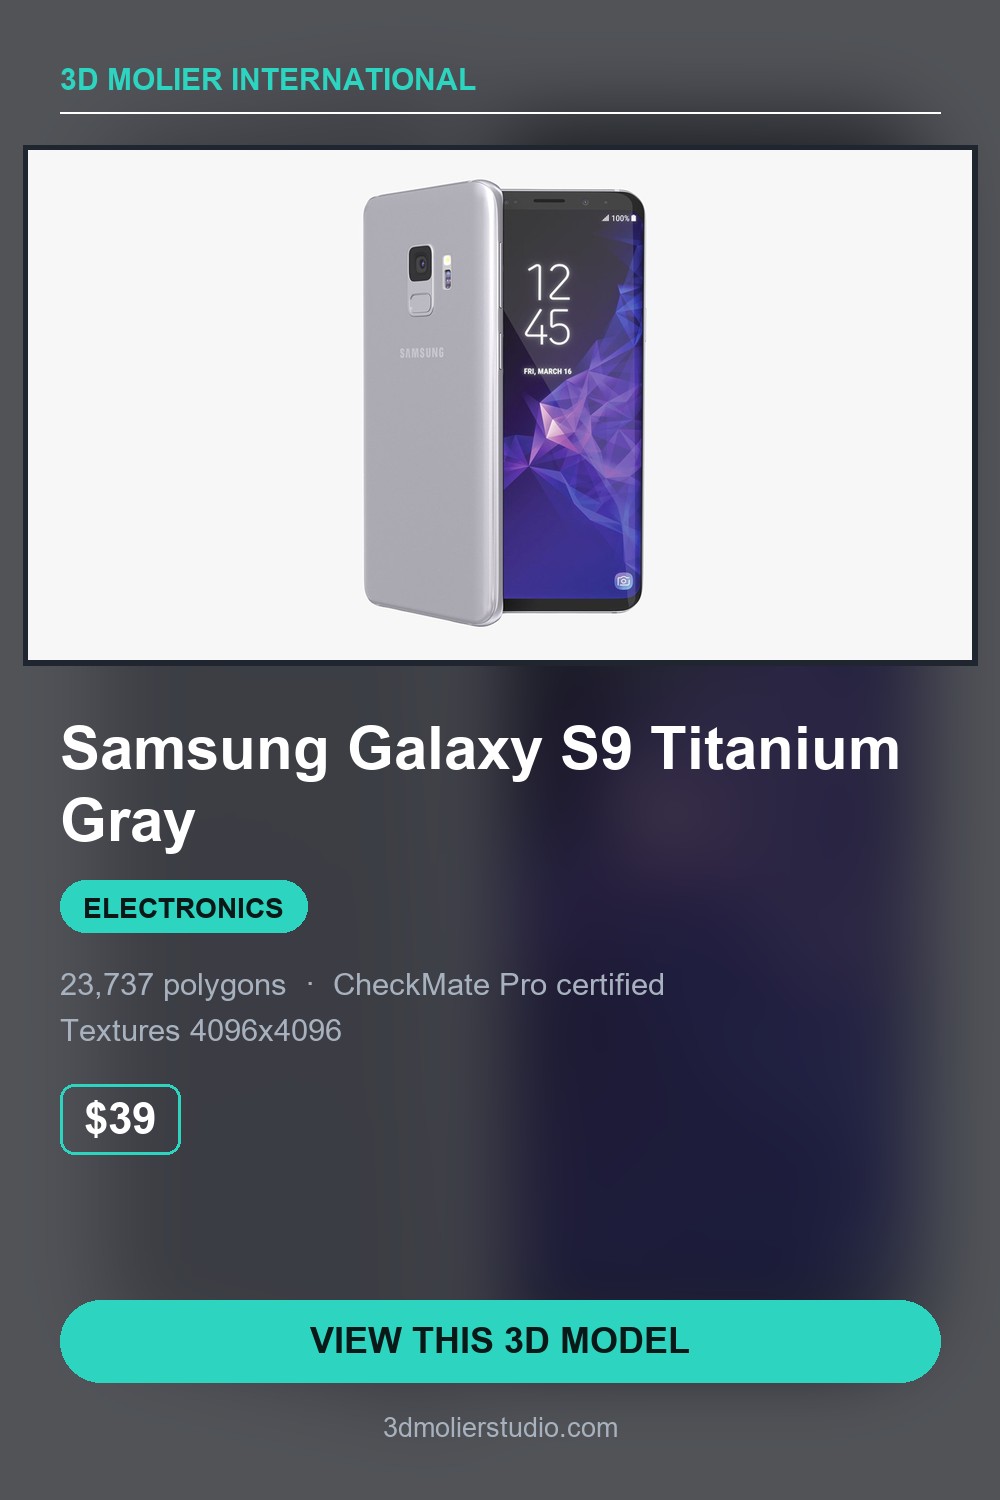 3D MOLIER INTERNATIONAL
100%
12
45
FRI, MARCH 16
SAMSUNG
Samsung Galaxy S9 Titanium
Gray
ELECTRONICS
23,737 polygons · CheckMate Pro certified
Textures 4096x4096
$39
VIEW THIS 3D MODEL
3dmolierstudio.com